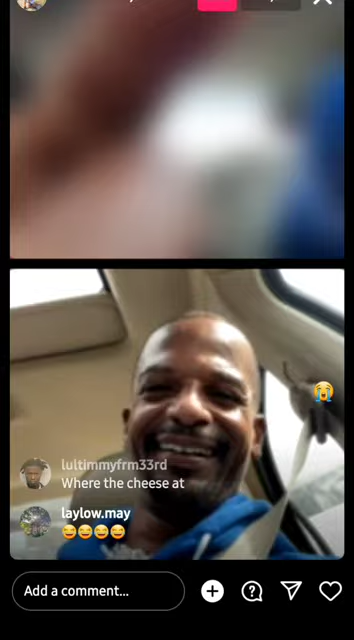 lultimmyfrm33rd
Where the cheese at
laylow.may
😂😂😂😂
Add a comment...